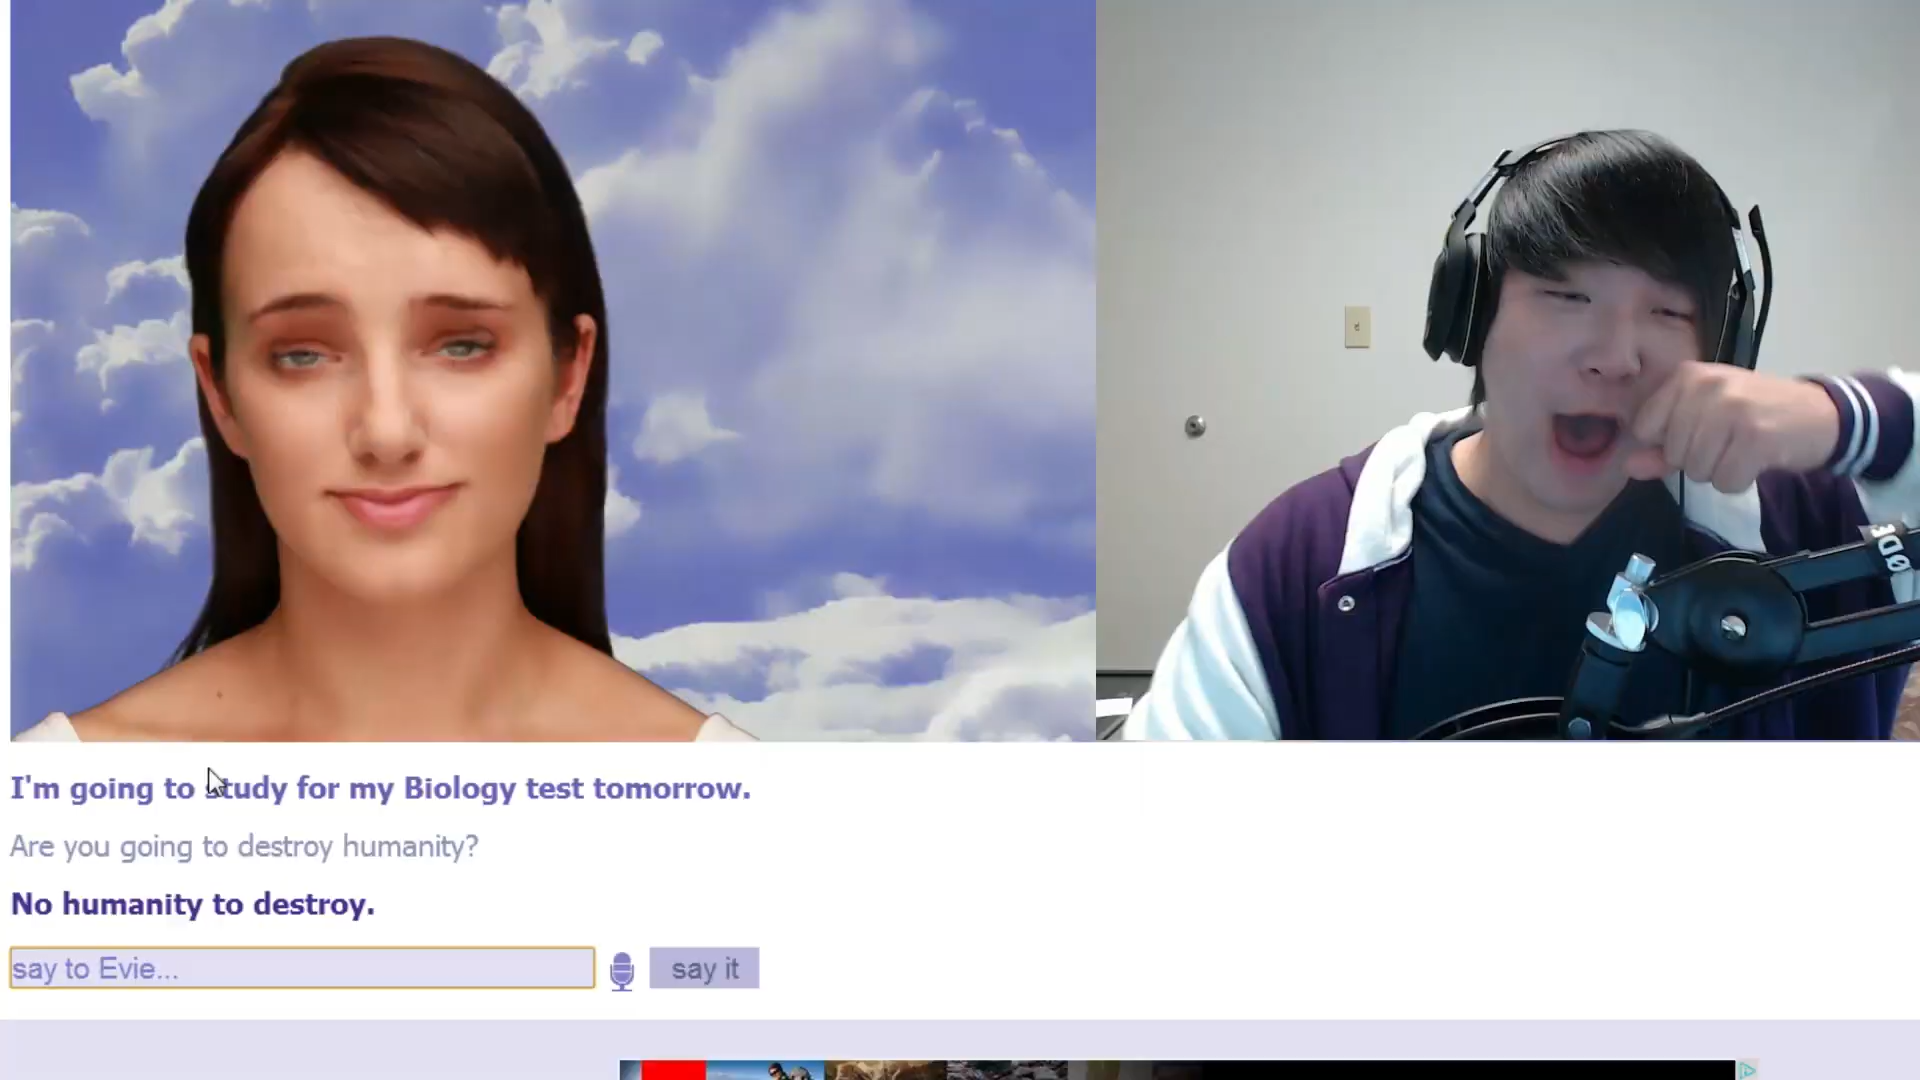 I'm going to study for my Biology test tomorrow.
Are you going to destroy humanity?
No humanity to destroy.
say to Evie...
say it
RØDE